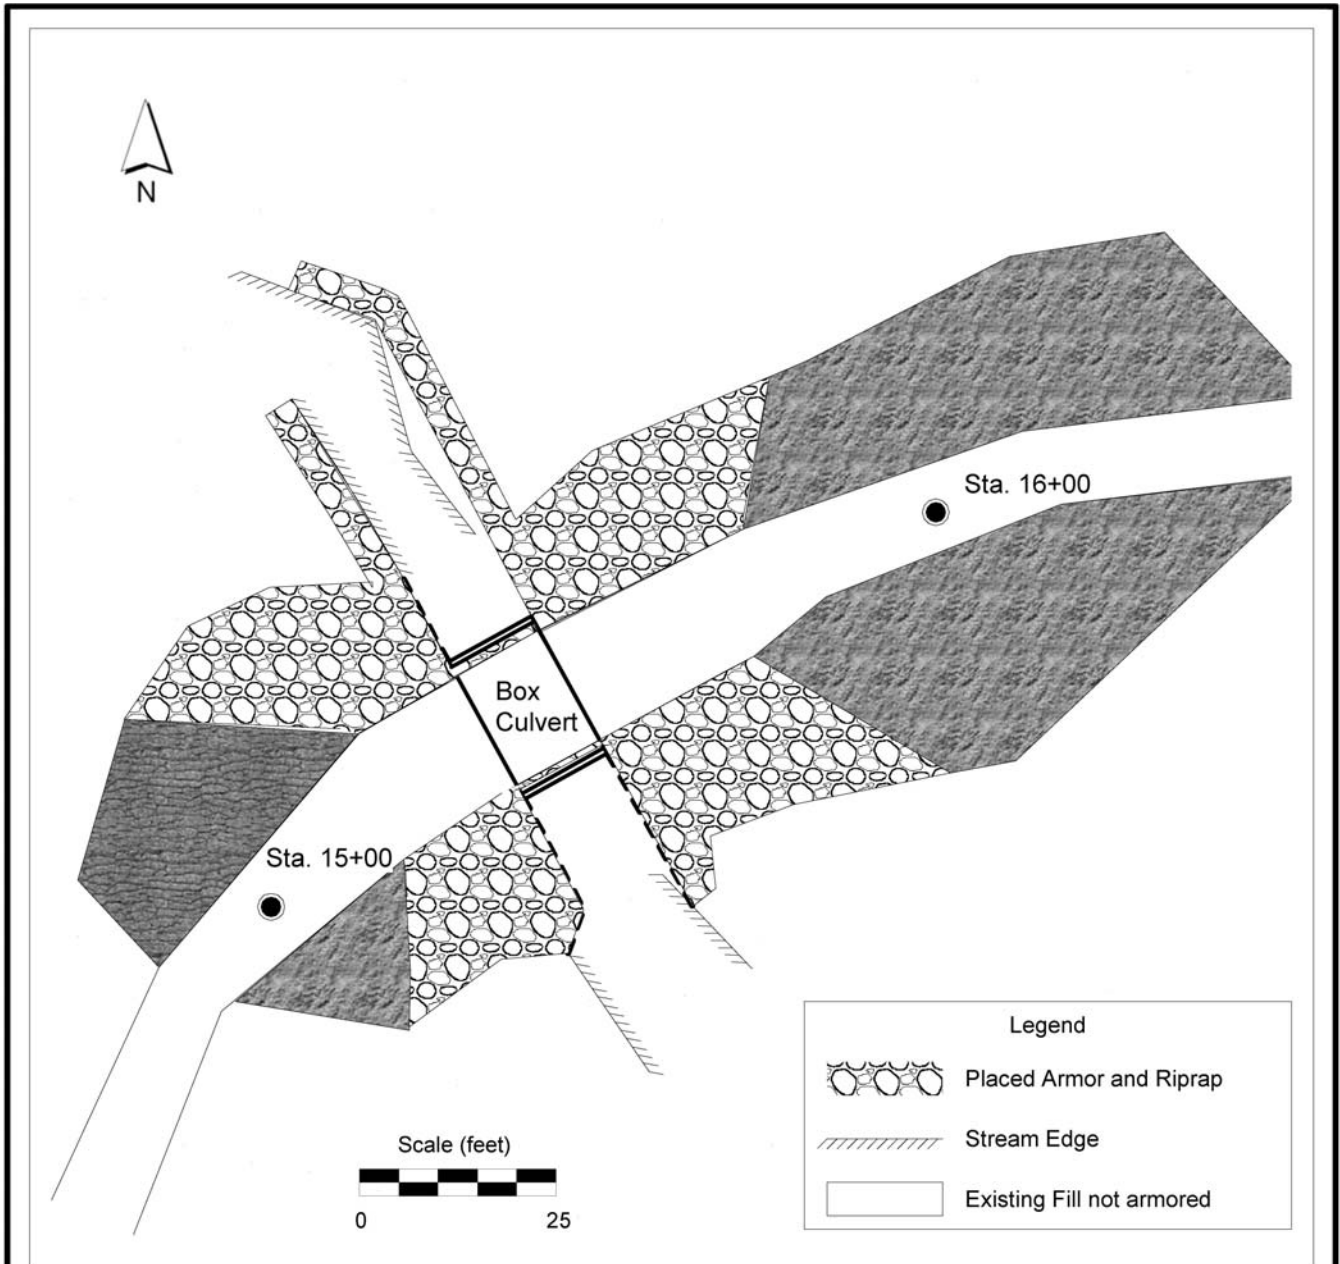 N
Sta. 16+00
Box
Culvert
Sta. 15+00
Legend
Placed Armor and Riprap
Stream Edge
Existing Fill not armored
Scale (feet)
0 25